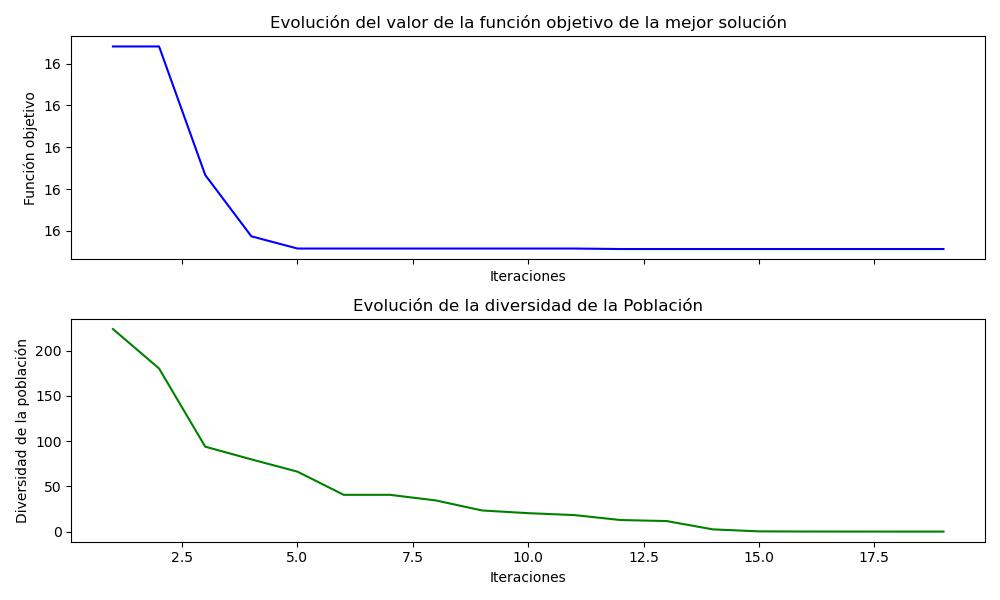 Evolución del valor de la función objetivo de la mejor solución
16
16
16
16
16
Función objetivo
Iteraciones
Evolución de la diversidad de la Población
200
150
100
50
0
Diversidad de la población
2.5 5.0 7.5 10.0 12.5 15.0 17.5
Iteraciones